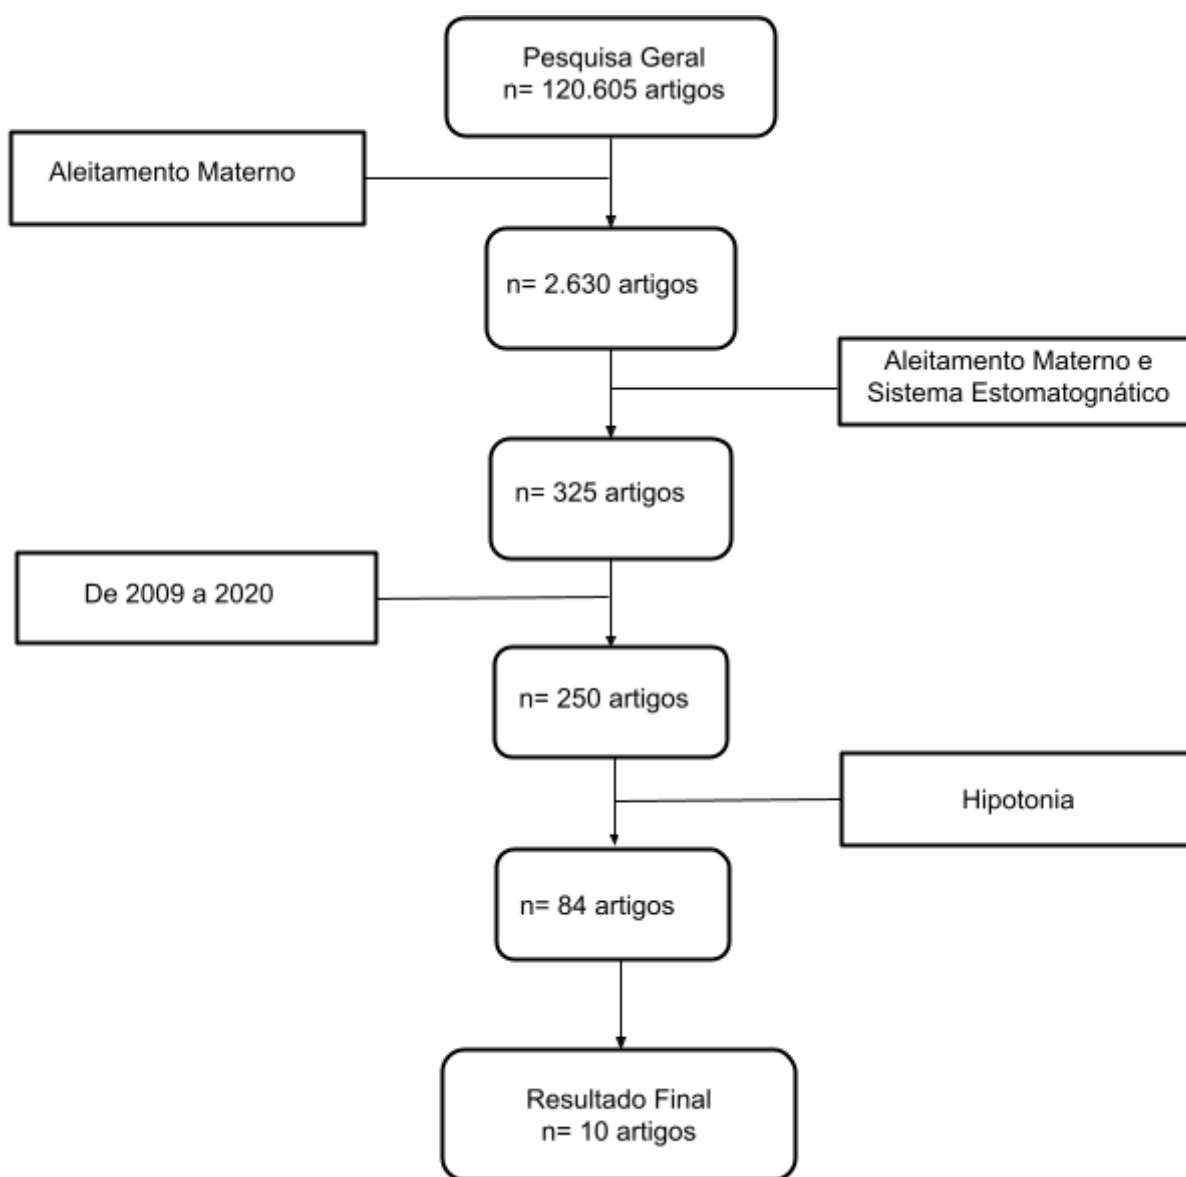 Pesquisa Geral
n= 120.605 artigos
Aleitamento Materno
n= 2.630 artigos
Aleitamento Materno e
Sistema Estomatognático
n= 325 artigos
De 2009 a 2020
n= 250 artigos
Hipotonia
n= 84 artigos
Resultado Final
n= 10 artigos